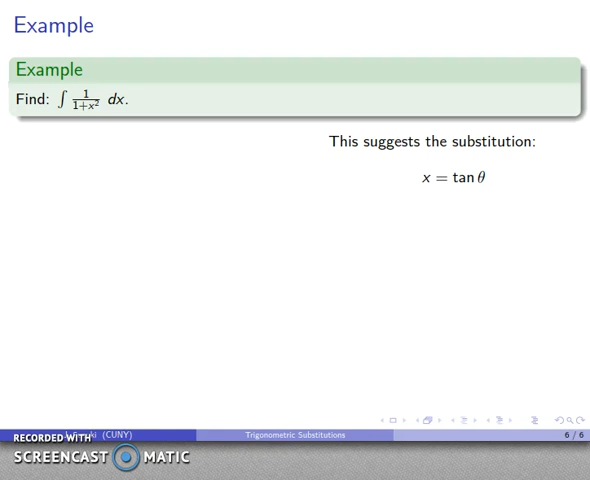 Example
Example
Find: ∫ 1/(1+x²) dx.
This suggests the substitution:
x = tan θ
(CUNY)
Trigonometric Substitutions
6 / 6
RECORDED WITH
SCREENCAST MATIC